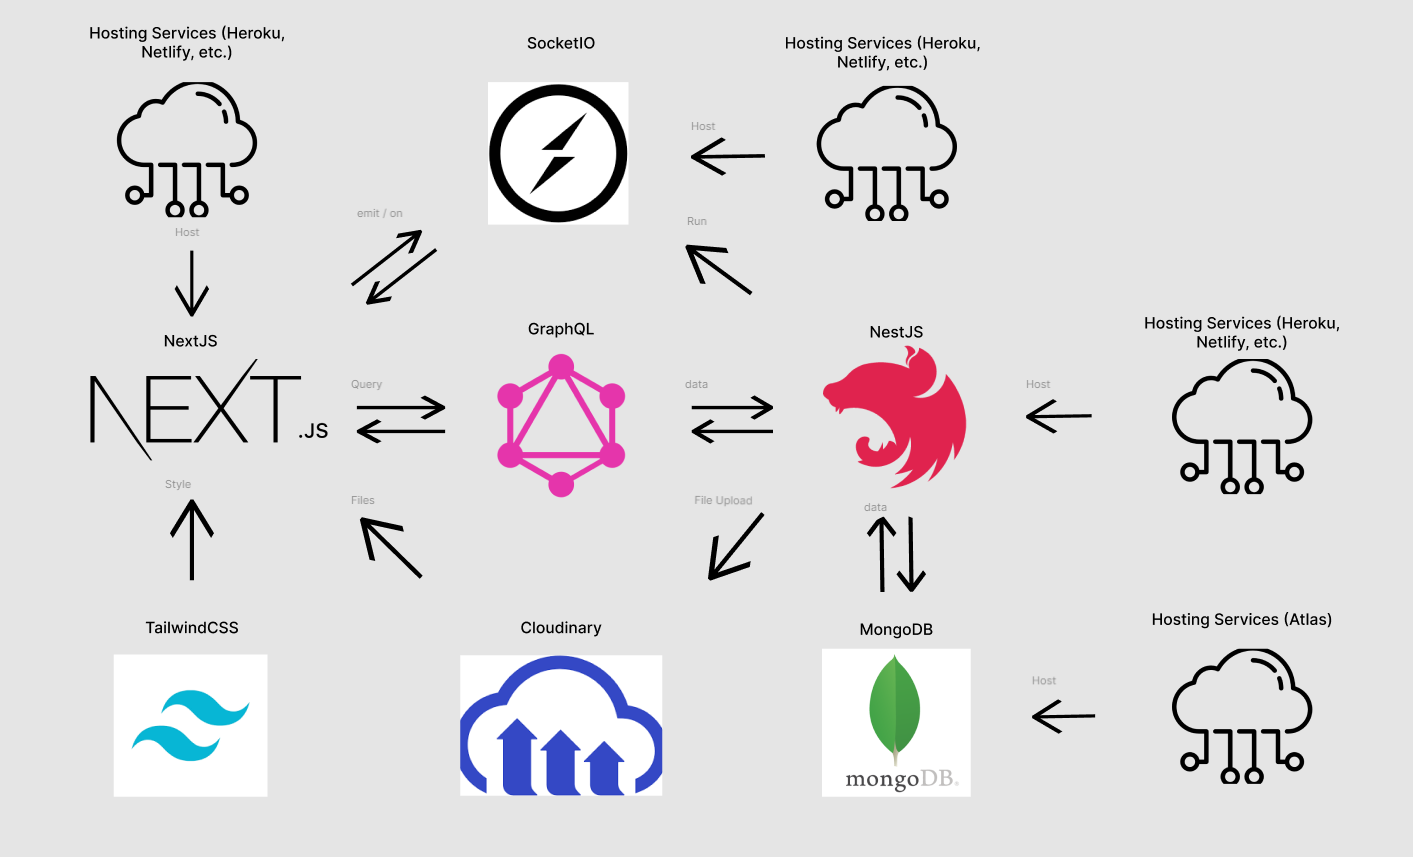 Hosting Services (Heroku,
Netlify, etc.)
SocketIO
Hosting Services (Heroku,
Netlify, etc.)
Host
emit / on
Run
Host
NextJS
GraphQL
NestJS
Hosting Services (Heroku,
Netlify, etc.)
NEXT.JS
Query
data
Host
Style
Files
File Upload
data
TailwindCSS
Cloudinary
MongoDB
Hosting Services (Atlas)
Host
mongoDB.